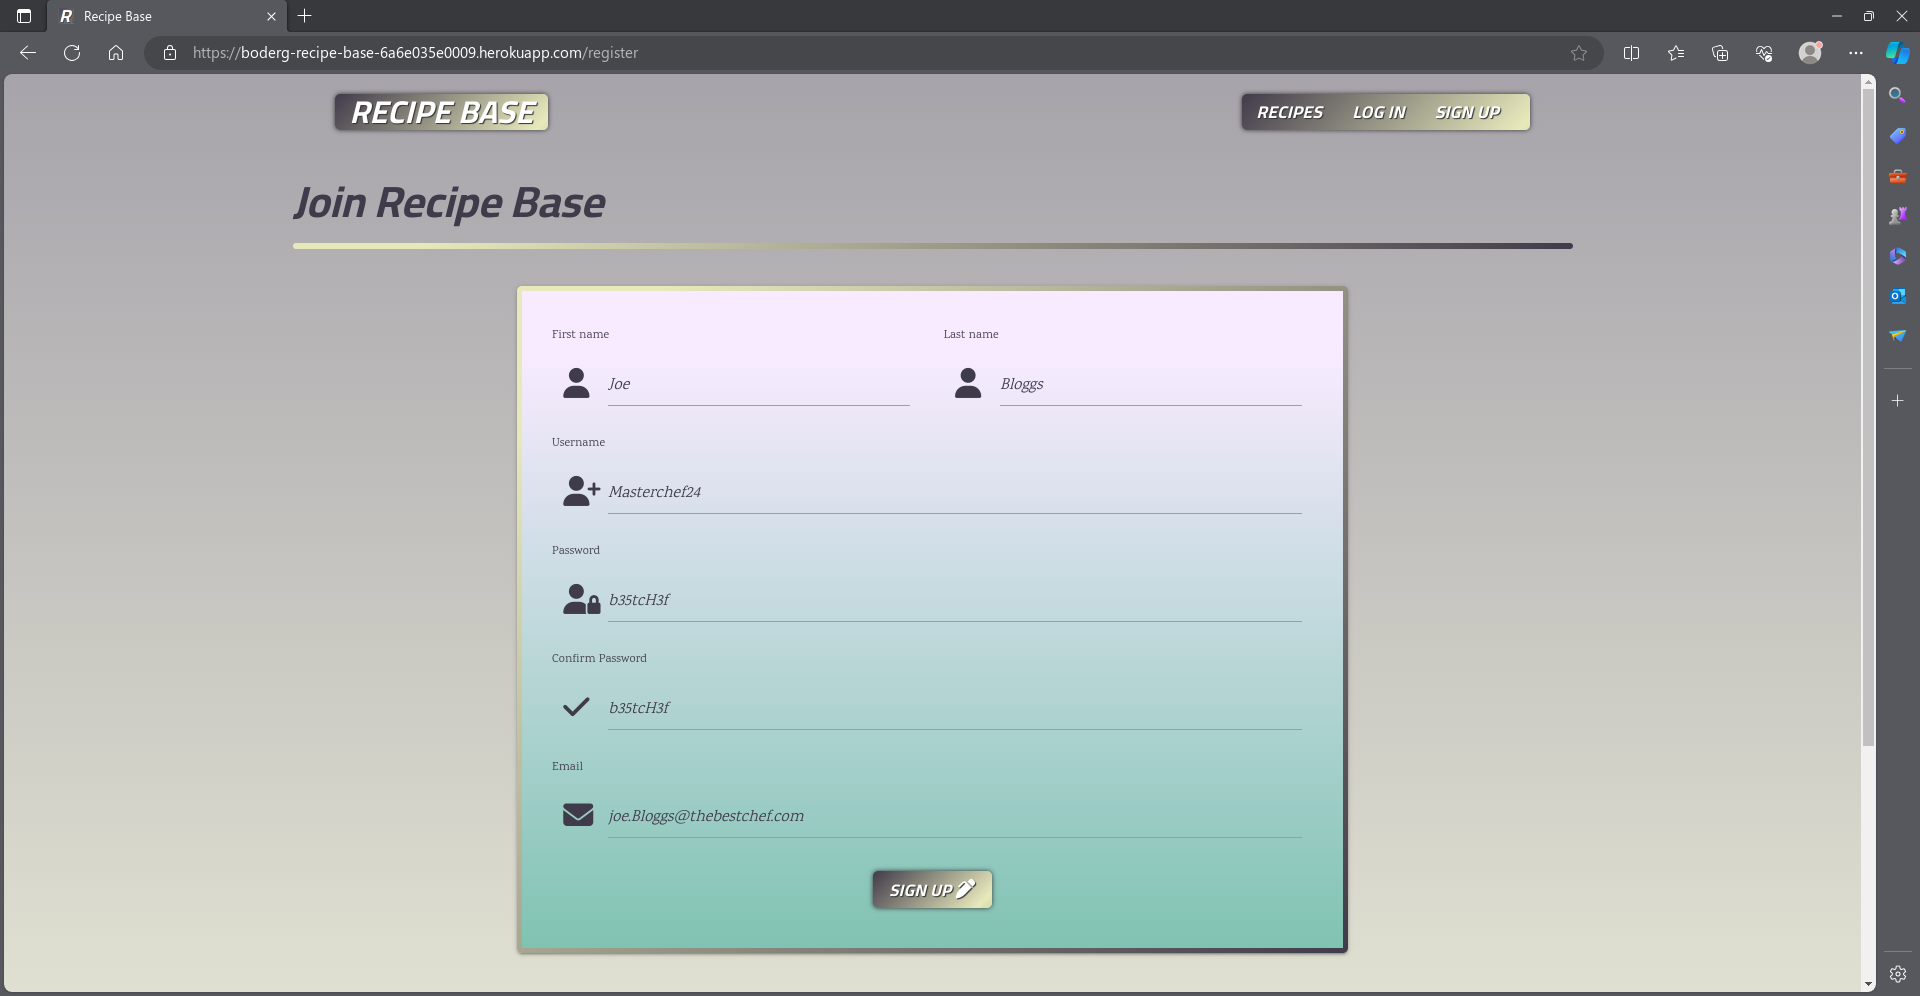 Recipe Base
https://boderg-recipe-base-6a6e035e0009.herokuapp.com/register
RECIPE BASE
RECIPES LOG IN SIGN UP
Join Recipe Base
First name Last name
Joe Bloggs
Username
Masterchef24
Password
b35tcH3f
Confirm Password
b35tcH3f
Email
joe.Bloggs@thebestchef.com
SIGN UP